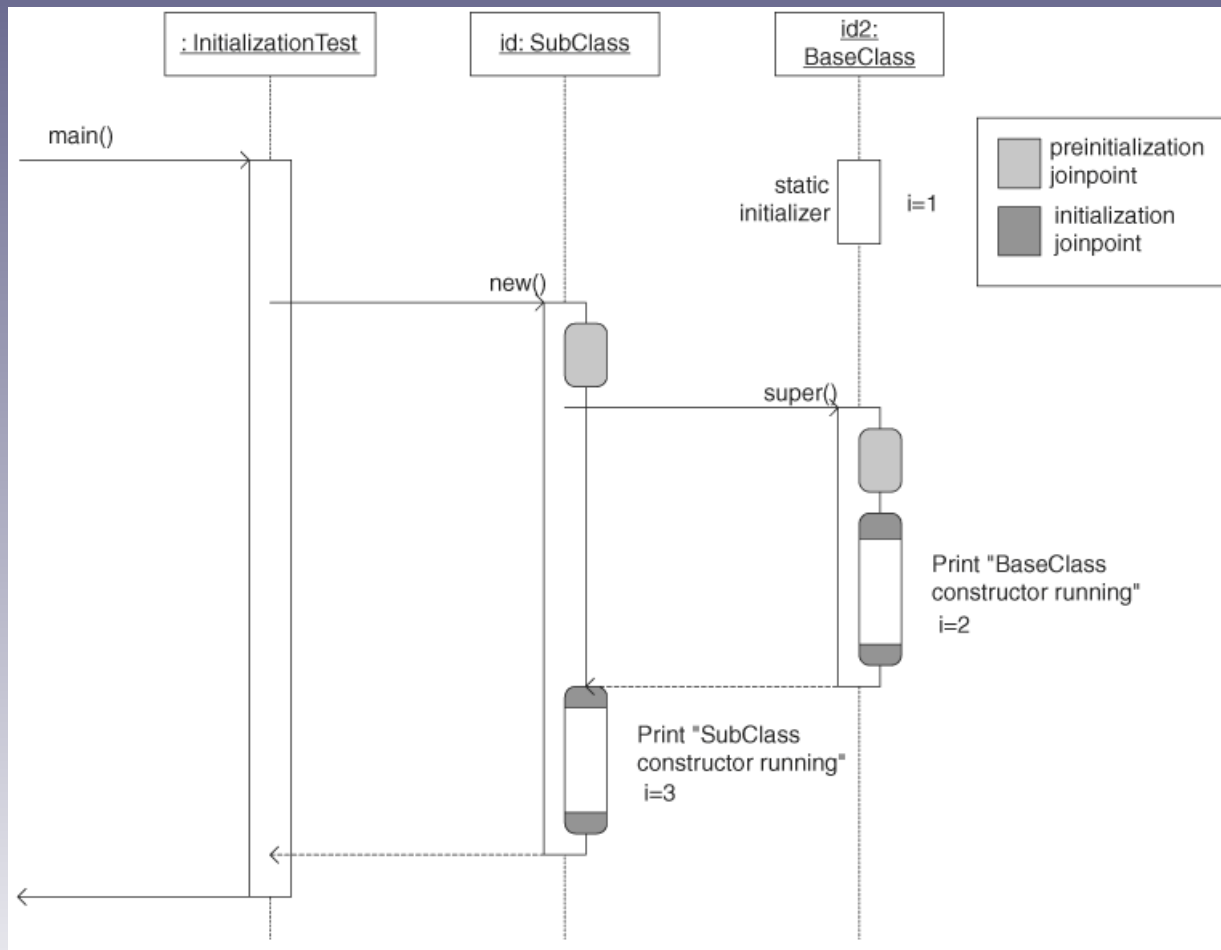 : InitializationTest
id: SubClass
id2:
BaseClass
main()
static
initializer
i=1
preinitialization
joinpoint
initialization
joinpoint
new()
super()
Print "BaseClass
constructor running"
i=2
Print "SubClass
constructor running"
i=3